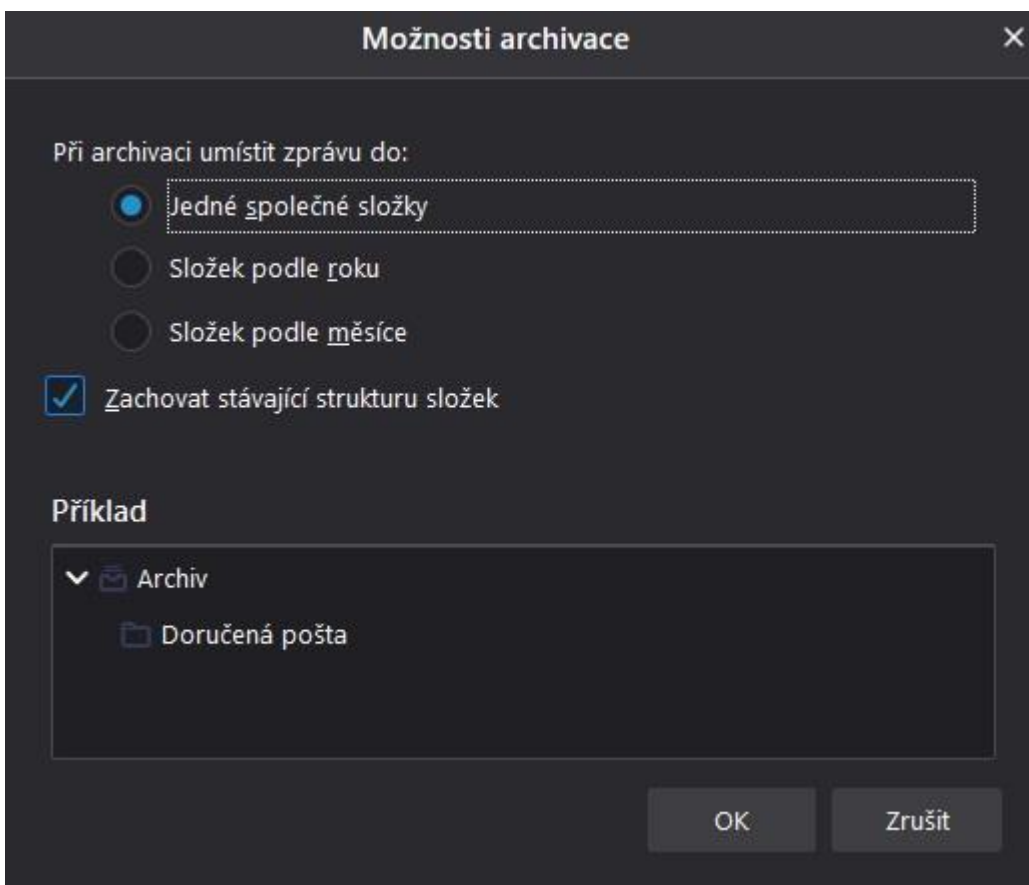 Možnosti archivace
Při archivaci umístit zprávu do:
Jedné společné složky
Složek podle roku
Složek podle měsíce
Zachovat stávající strukturu složek
Příklad
Archiv
Doručená pošta
OK Zrušit